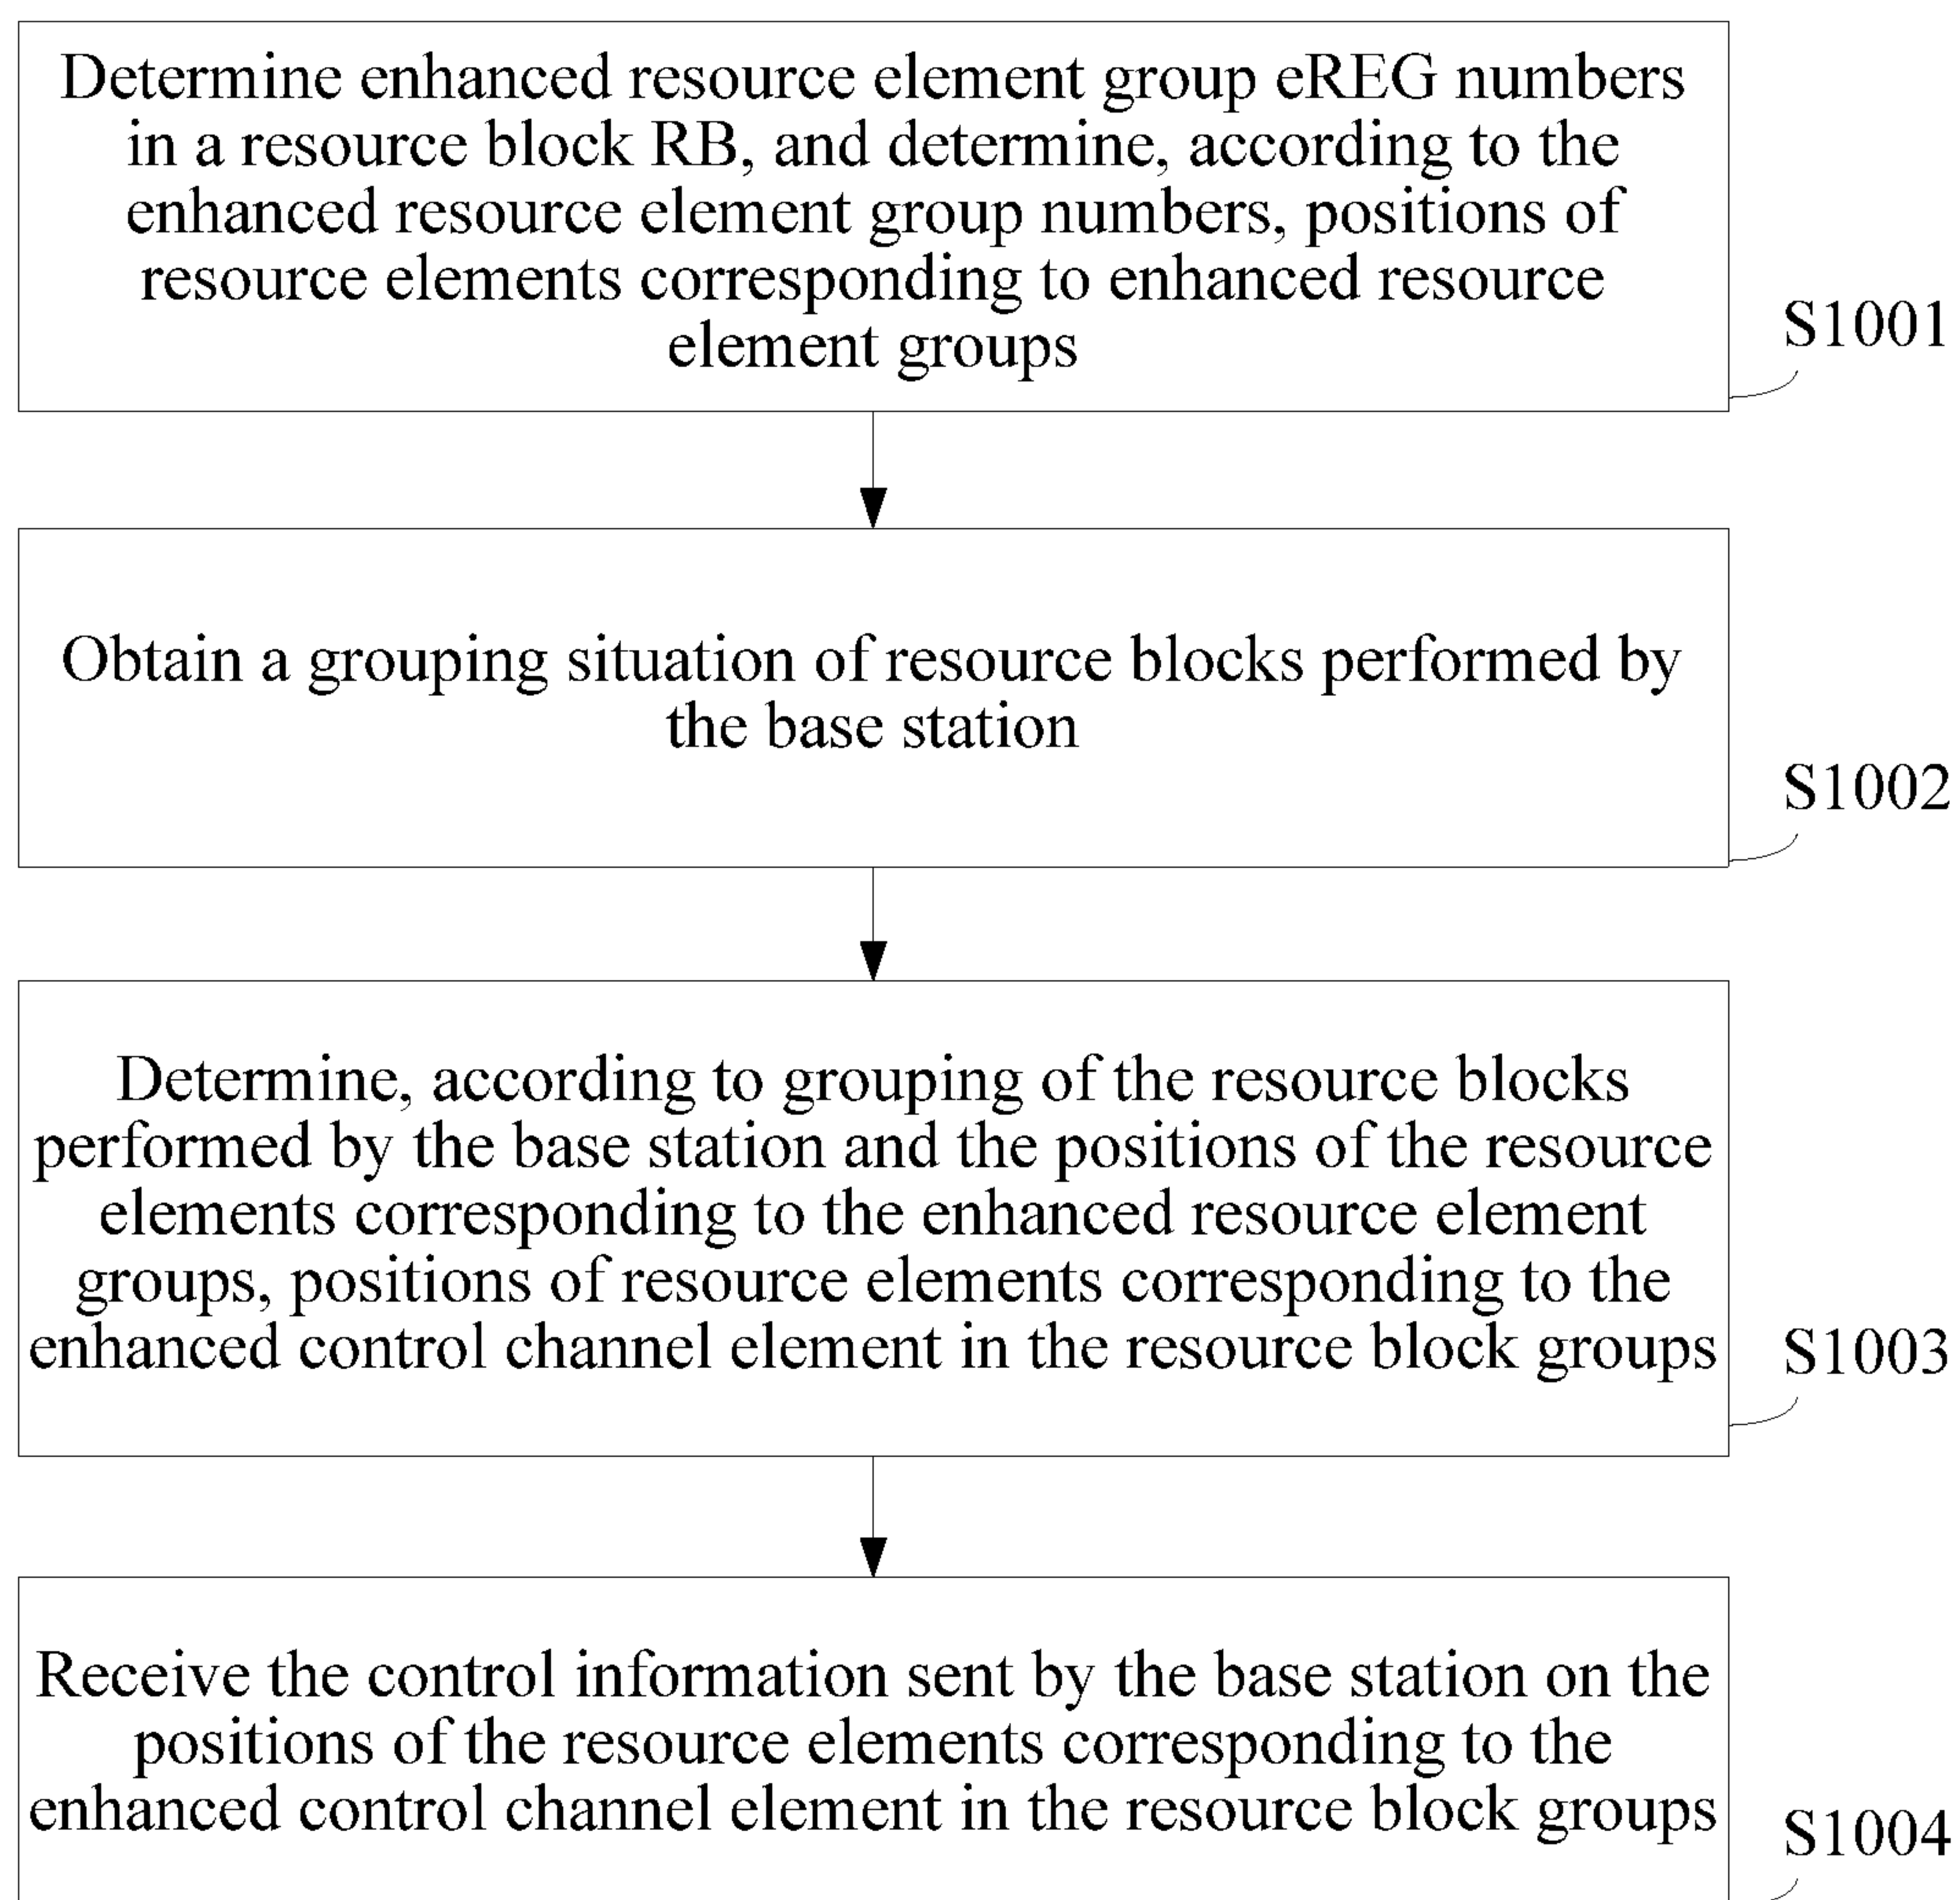 Determine enhanced resource element group eREG numbers
in a resource block RB, and determine, according to the
enhanced resource element group numbers, positions of
resource elements corresponding to enhanced resource
element groups
S1001
Obtain a grouping situation of resource blocks performed by
the base station
S1002
Determine, according to grouping of the resource blocks
performed by the base station and the positions of the resource
elements corresponding to the enhanced resource element
groups, positions of resource elements corresponding to the
enhanced control channel element in the resource block groups
S1003
Receive the control information sent by the base station on the
positions of the resource elements corresponding to the
enhanced control channel element in the resource block groups
S1004